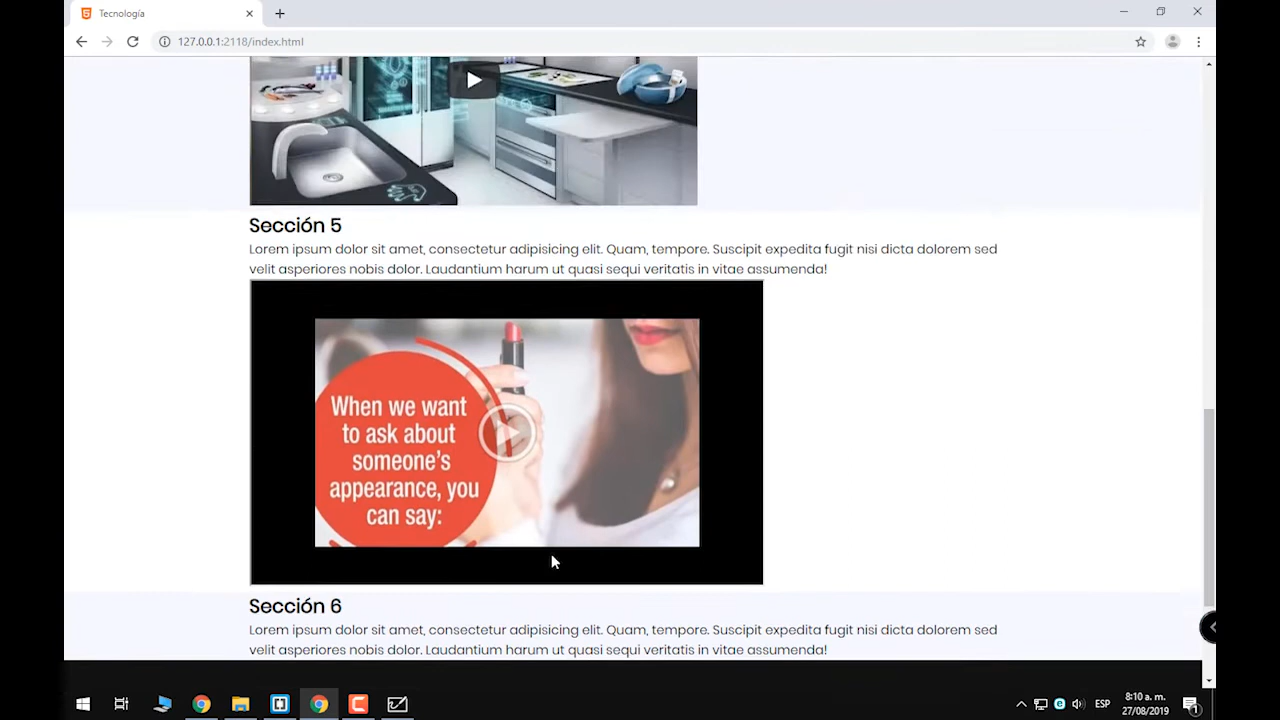 Tecnología
127.0.0.1:2118/index.html
Sección 5
Lorem ipsum dolor sit amet, consectetur adipisicing elit. Quam, tempore. Suscipit expedita fugit nisi dicta dolorem sed
velit asperiores nobis dolor. Laudantium harum ut quasi sequi veritatis in vitae assumenda!
When we want
to ask about
someone's
appearance, you
can say:
Sección 6
Lorem ipsum dolor sit amet, consectetur adipisicing elit. Quam, tempore. Suscipit expedita fugit nisi dicta dolorem sed
velit asperiores nobis dolor. Laudantium harum ut quasi sequi veritatis in vitae assumenda!
ESP
8:10 a. m.
27/08/2019
1